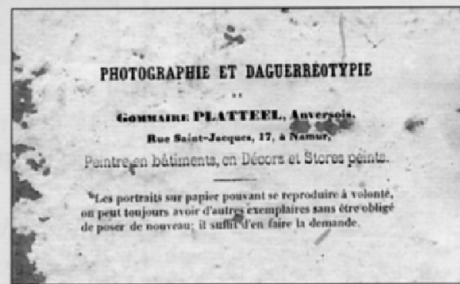 PHOTOGRAPHIE ET DAGUERRÉOTYPIE
DE
GOMMAIRE PLATTEEL, Anversois.
Rue Saint-Jacques, 17, à Namur,
Peintre en bâtiments, en Décors et Stores peints.
Les portraits sur papier pouvant se reproduire à volonté,
on peut toujours avoir d'autres exemplaires sans être obligé
de poser de nouveau; il suffit d'en faire la demande.